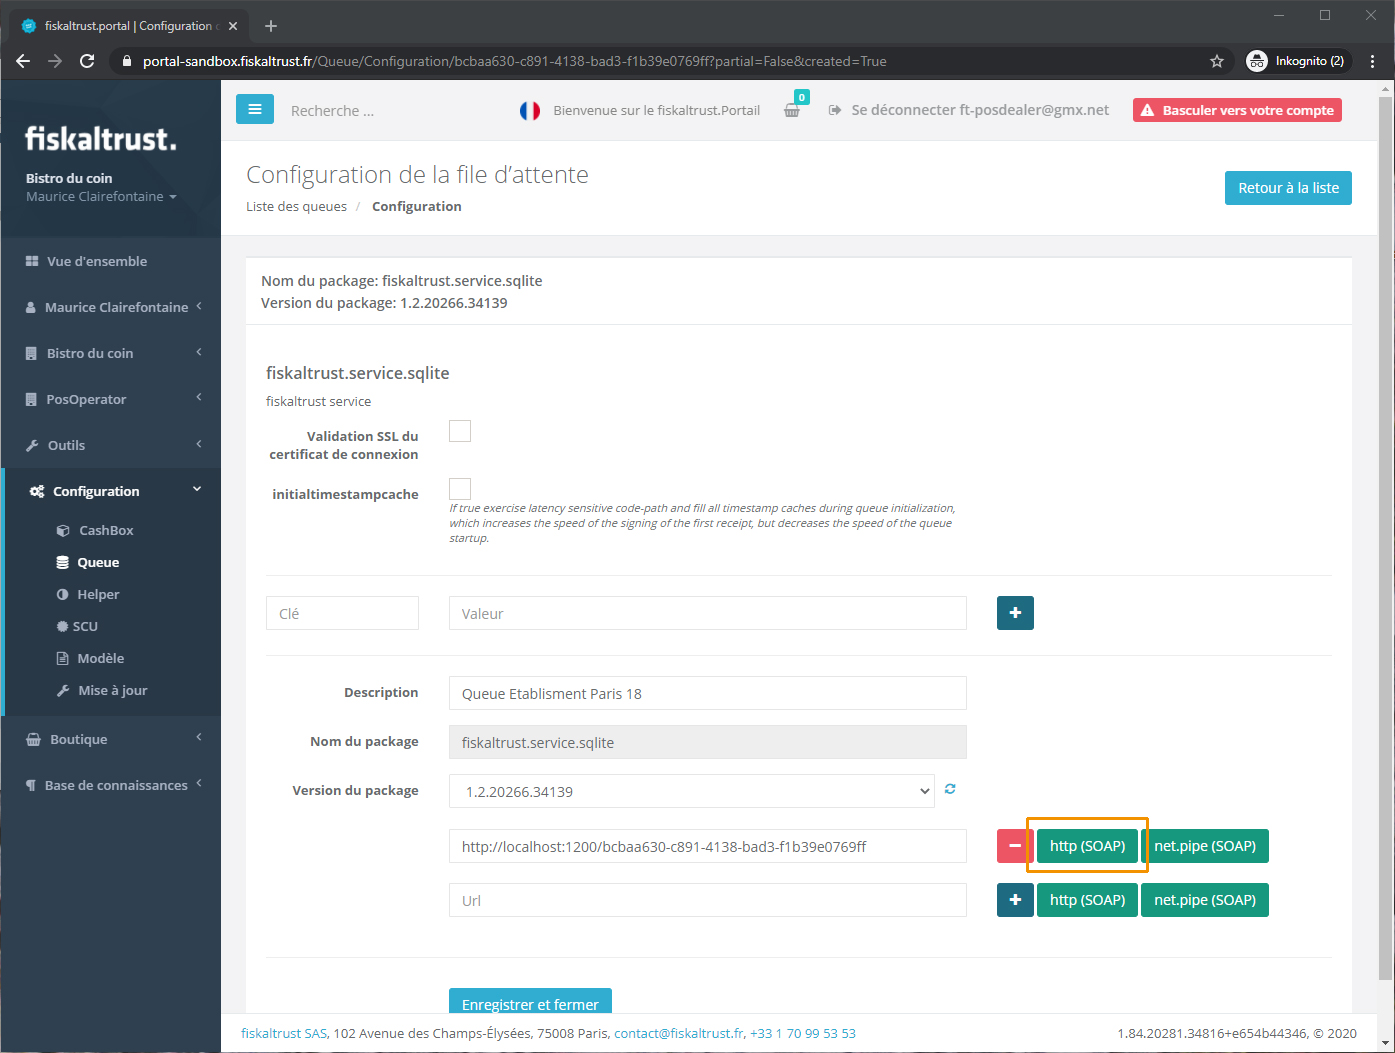 fiskaltrust.portal | Configuration
portal-sandbox.fiskaltrust.fr/Queue/Configuration/bcbaa630-c891-4138-bad3-f1b39e0769ff?partial=False&created=True
Inkognito (2)
fiskaltrust.
Bistro du coin
Maurice Clairefontaine
Vue d'ensemble
Maurice Clairefontaine
Bistro du coin
PosOperator
Outils
Configuration
CashBox
Queue
Helper
SCU
Modèle
Mise à jour
Boutique
Base de connaissances
Recherche ...
Bienvenue sur le fiskaltrust.Portail
0
Se déconnecter ft-posdealer@gmx.net
Basculer vers votre compte
Configuration de la file d’attente
Liste des queues / Configuration
Retour à la liste
Nom du package: fiskaltrust.service.sqlite
Version du package: 1.2.20266.34139
fiskaltrust.service.sqlite
fiskaltrust service
Validation SSL du
certificat de connexion
initialtimestampcache
If true exercise latency sensitive code-path and fill all timestamp caches during queue initialization,
which increases the speed of the signing of the first receipt, but decreases the speed of the queue
startup.
Clé
Valeur
Description
Queue Etablisment Paris 18
Nom du package
fiskaltrust.service.sqlite
Version du package
1.2.20266.34139
http://localhost:1200/bcbaa630-c891-4138-bad3-f1b39e0769ff
http (SOAP)
net.pipe (SOAP)
Url
http (SOAP)
net.pipe (SOAP)
Enregistrer et fermer
fiskaltrust SAS, 102 Avenue des Champs-Élysées, 75008 Paris, contact@fiskaltrust.fr, +33 1 70 99 53 53
1.84.20281.34816+e654b44346, © 2020